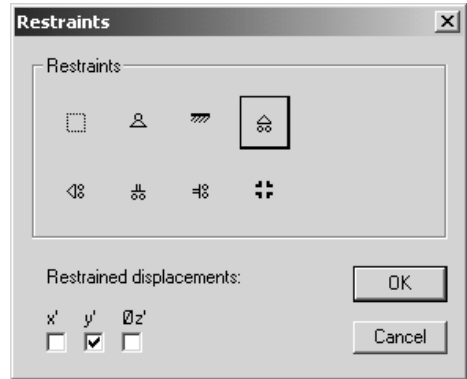 Restraints
Restraints
Restrained displacements:
x' y' Øz'
OK
Cancel